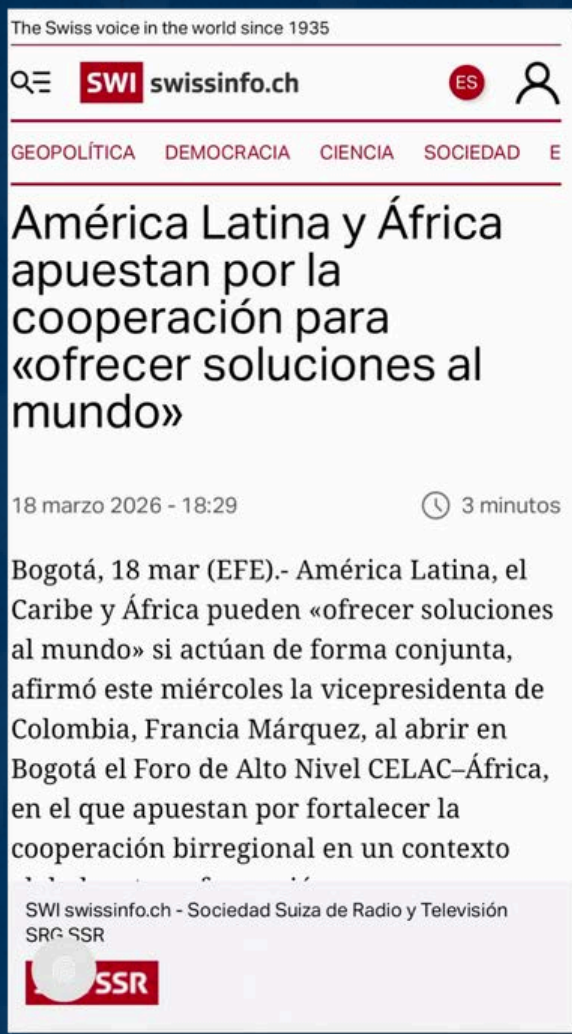 The Swiss voice in the world since 1935
SWI swissinfo.ch
ES
GEOPOLÍTICA DEMOCRACIA CIENCIA SOCIEDAD E
América Latina y África
apuestan por la
cooperación para
«ofrecer soluciones al
mundo»
18 marzo 2026 - 18:29
3 minutos
Bogotá, 18 mar (EFE).- América Latina, el
Caribe y África pueden «ofrecer soluciones
al mundo» si actúan de forma conjunta,
afirmó este miércoles la vicepresidenta de
Colombia, Francia Márquez, al abrir en
Bogotá el Foro de Alto Nivel CELAC–África,
en el que apuestan por fortalecer la
cooperación birregional en un contexto
SWI swissinfo.ch - Sociedad Suiza de Radio y Televisión
SRG SSR
SSR